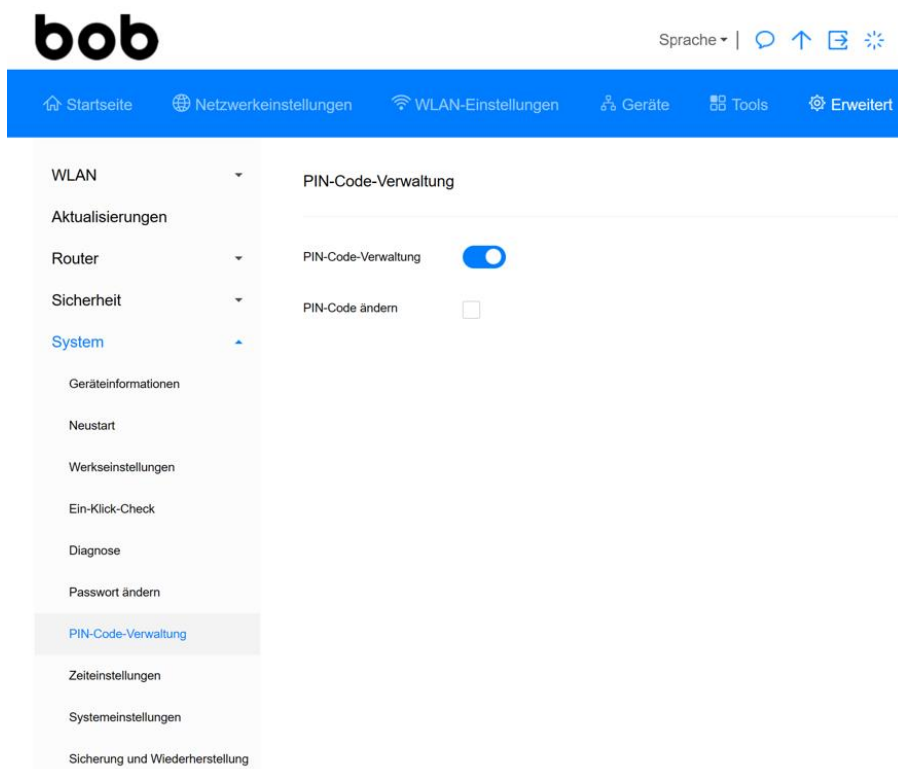 bob
Sprache
Startseite Netzwerkeinstellungen WLAN-Einstellungen Geräte Tools Erweitert
WLAN
Aktualisierungen
Router
Sicherheit
System
Geräteinformationen
Neustart
Werkseinstellungen
Ein-Klick-Check
Diagnose
Passwort ändern
PIN-Code-Verwaltung
Zeiteinstellungen
Systemeinstellungen
Sicherung und Wiederherstellung
PIN-Code-Verwaltung
PIN-Code-Verwaltung
PIN-Code ändern